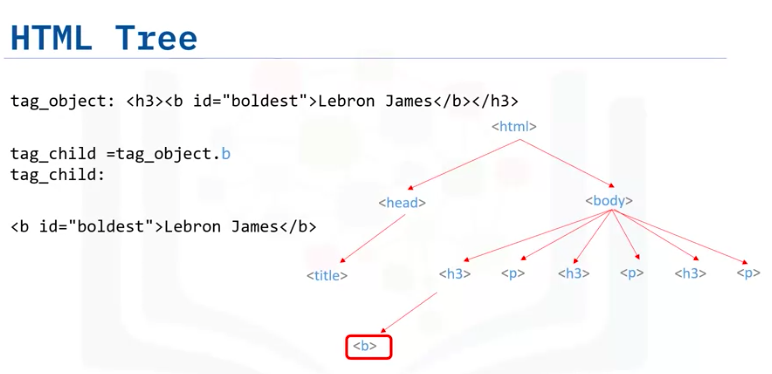 HTML Tree
tag_object: <h3><b id="boldest">Lebron James</b></h3>
<html>
tag_child =tag_object.b
tag_child:
<head>
<body>
<b id="boldest">Lebron James</b>
<title>
<h3> <p> <h3> <p> <h3> <p>
<b>